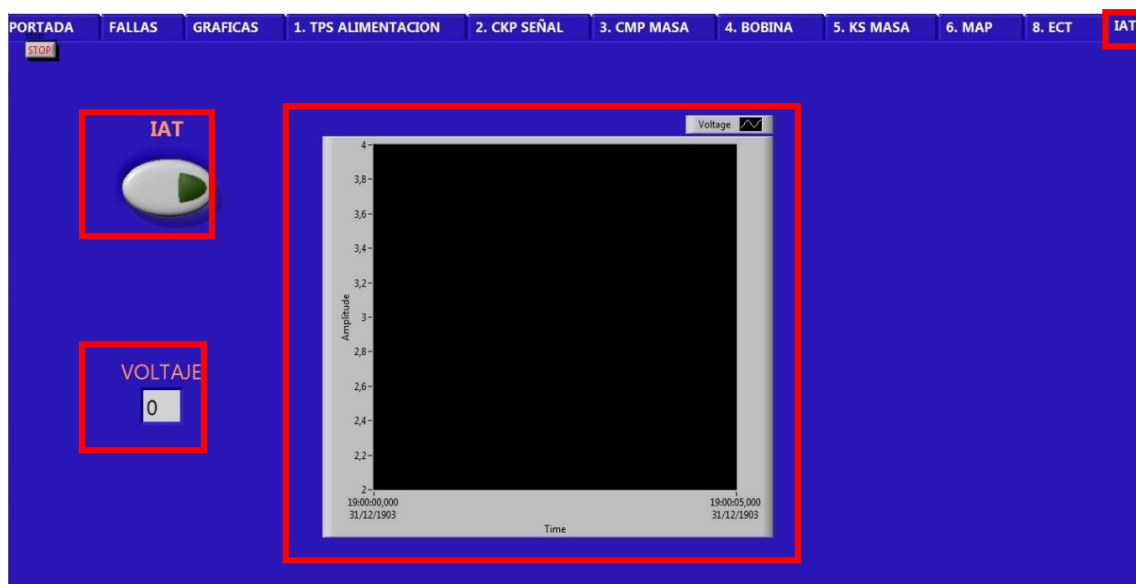 PORTADA FALLAS GRAFICAS 1. TPS ALIMENTACION 2. CKP SEÑAL 3. CMP MASA 4. BOBINA 5. KS MASA 6. MAP 8. ECT IAT
STOP
IAT
Voltage
4
3,8
3,6
3,4
3,2
3
2,8
2,6
2,4
2,2
2
Amplitude
19:00:00,000 19:00:05,000
31/12/1903 31/12/1903
Time
VOLTAJE
0